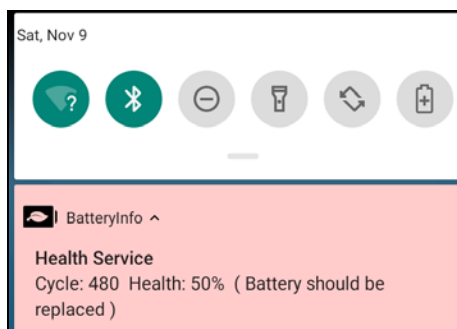 Sat, Nov 9
?
BatteryInfo
Health Service
Cycle: 480 Health: 50% ( Battery should be
replaced )